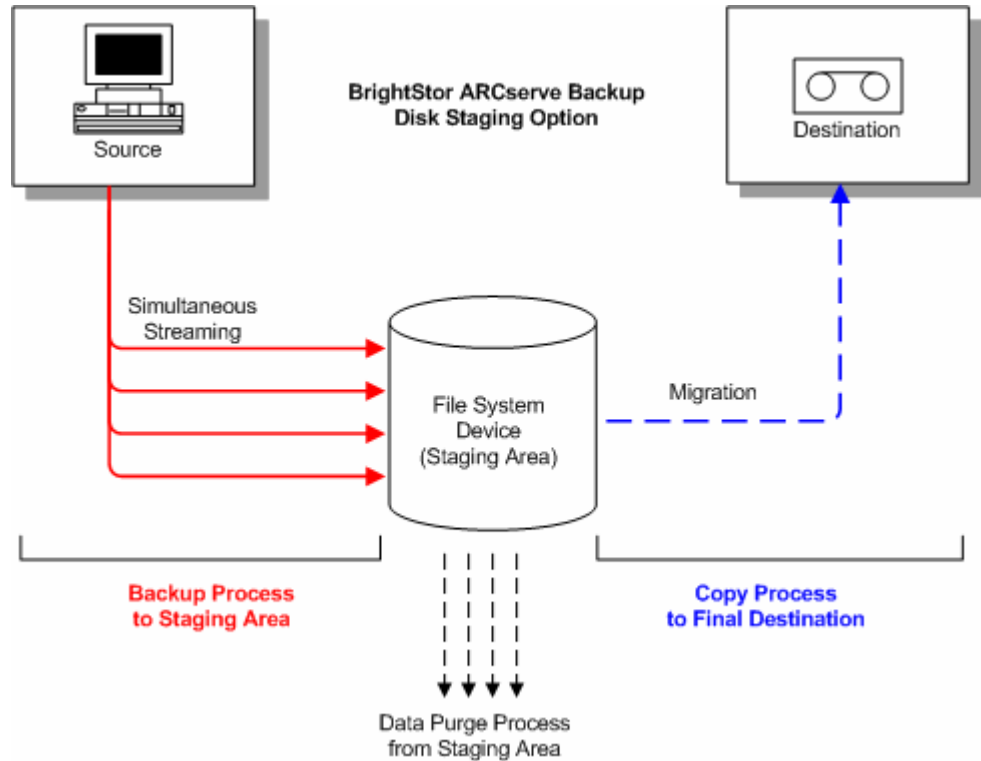 BrightStor ARCserve Backup
Disk Staging Option
Source
Destination
Simultaneous
Streaming
File System
Device
(Staging Area)
Migration
Backup Process
to Staging Area
Copy Process
to Final Destination
Data Purge Process
from Staging Area